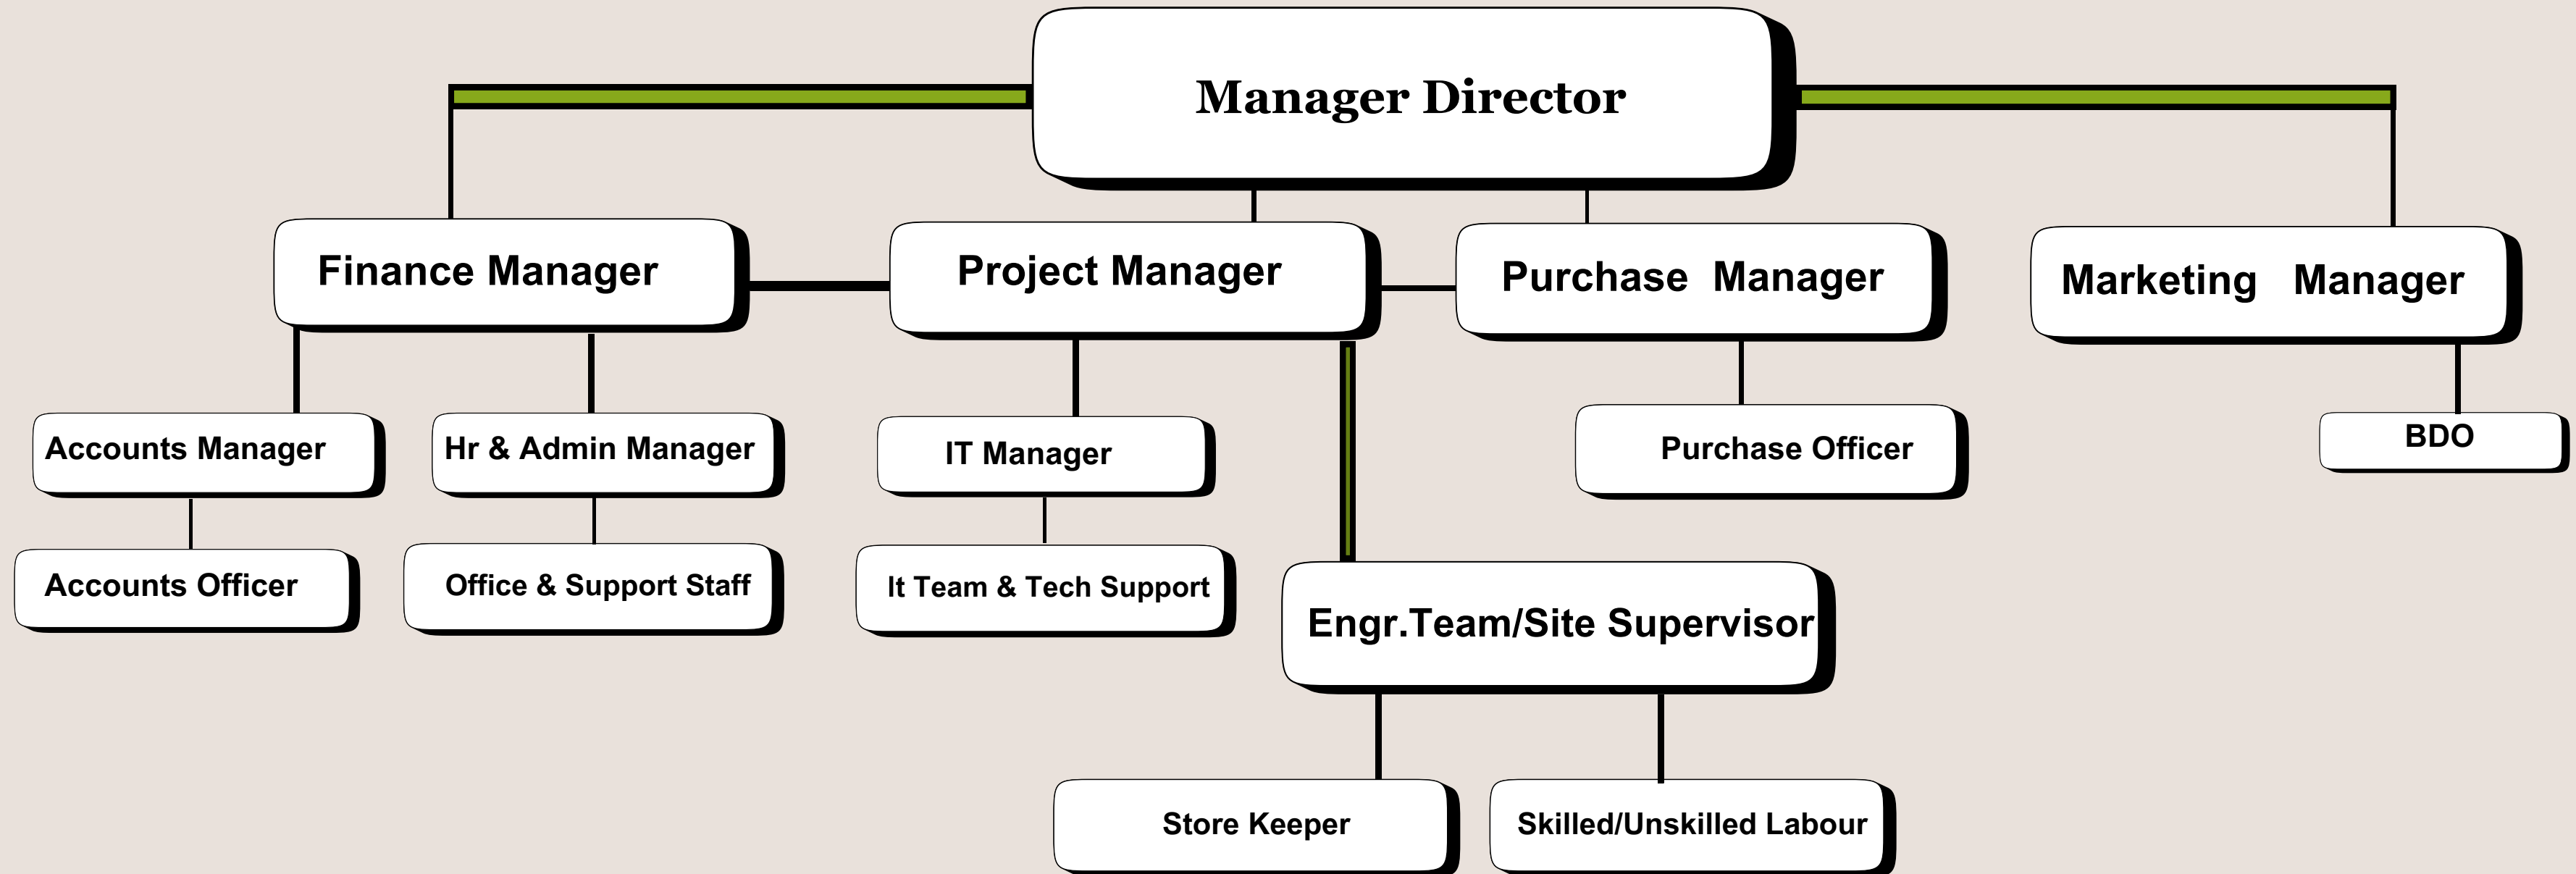 Manager Director
Finance Manager
Project Manager
Purchase Manager
Marketing Manager
Accounts Manager
Hr & Admin Manager
IT Manager
Purchase Officer
BDO
Accounts Officer
Office & Support Staff
It Team & Tech Support
Engr.Team/Site Supervisor
Store Keeper
Skilled/Unskilled Labour